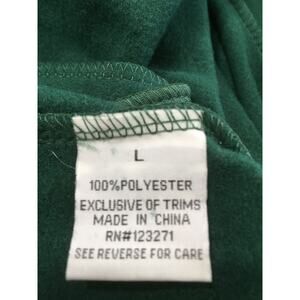 L
100%POLYESTER
EXCLUSIVE OF TRIMS
MADE IN CHINA
RN#123271
SEE REVERSE FOR CARE